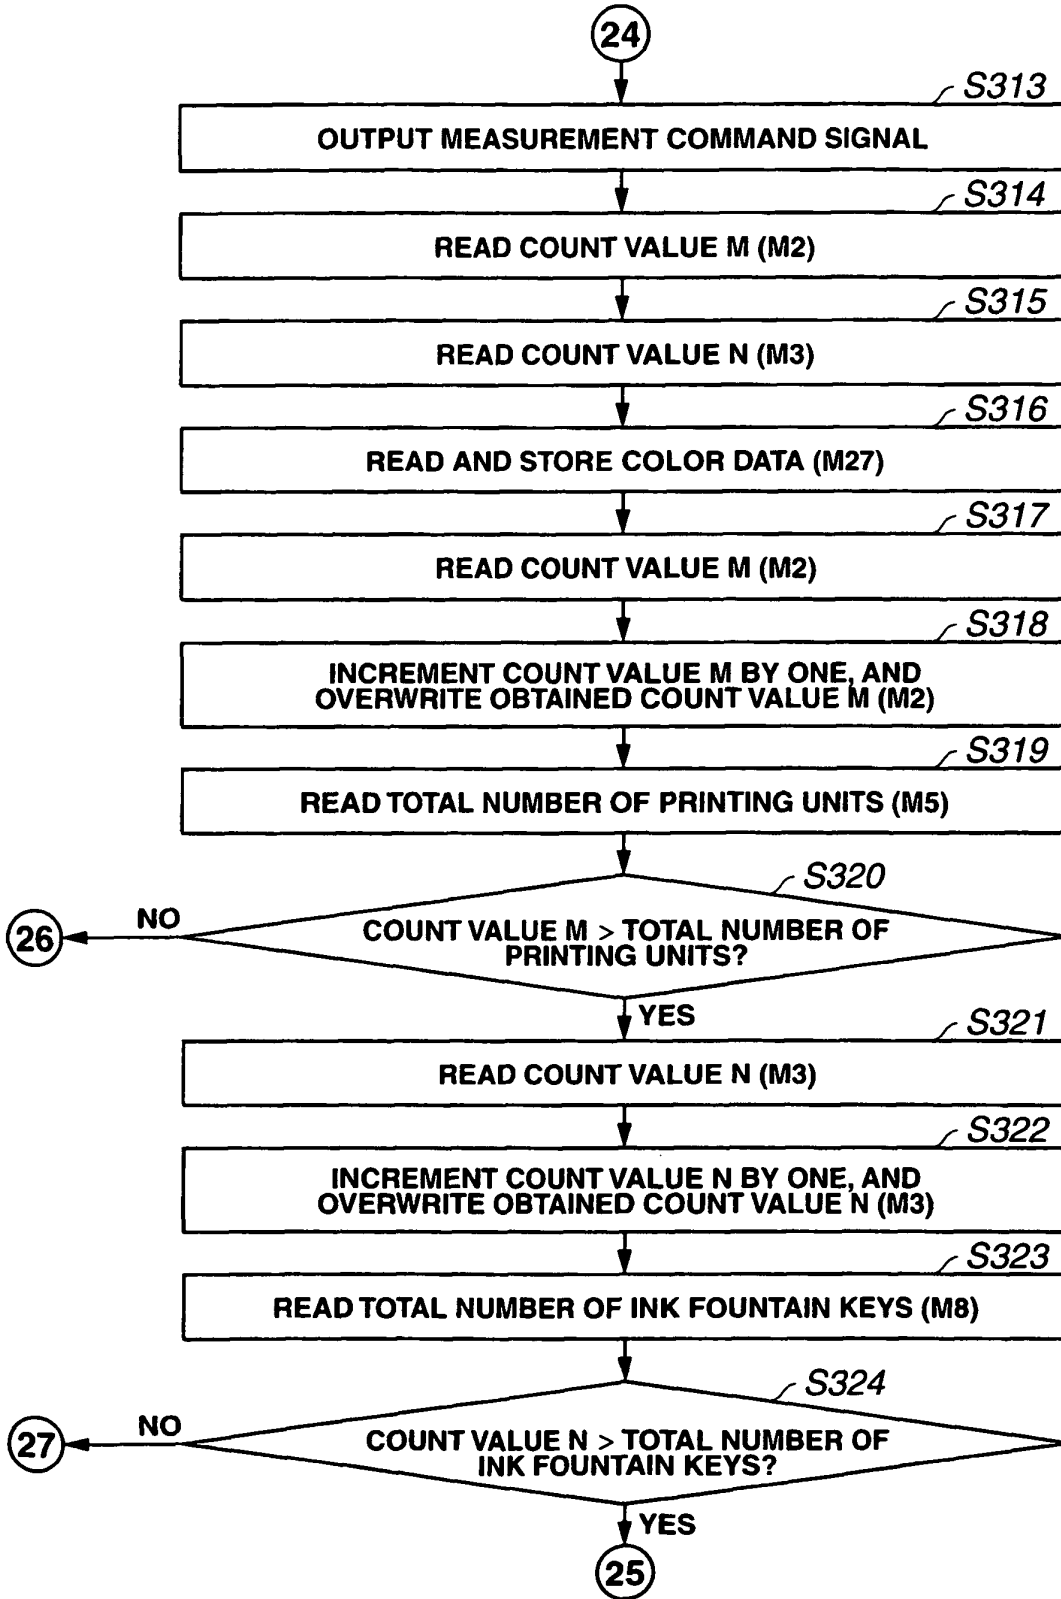 24
S313
OUTPUT MEASUREMENT COMMAND SIGNAL
S314
READ COUNT VALUE M (M2)
S315
READ COUNT VALUE N (M3)
S316
READ AND STORE COLOR DATA (M27)
S317
READ COUNT VALUE M (M2)
S318
INCREMENT COUNT VALUE M BY ONE, AND
OVERWRITE OBTAINED COUNT VALUE M (M2)
S319
READ TOTAL NUMBER OF PRINTING UNITS (M5)
S320
26
NO
COUNT VALUE M > TOTAL NUMBER OF
PRINTING UNITS?
YES
S321
READ COUNT VALUE N (M3)
S322
INCREMENT COUNT VALUE N BY ONE, AND
OVERWRITE OBTAINED COUNT VALUE N (M3)
S323
READ TOTAL NUMBER OF INK FOUNTAIN KEYS (M8)
S324
27
NO
COUNT VALUE N > TOTAL NUMBER OF
INK FOUNTAIN KEYS?
YES
25